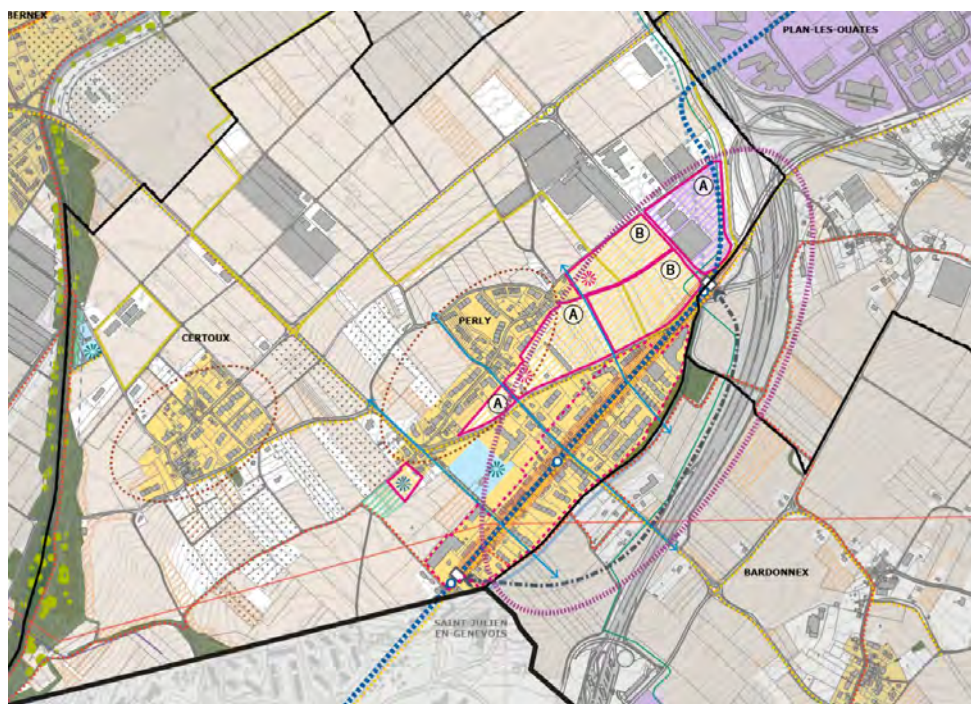 BERNEX
PLAN-LES-OUATES
A
B
B
PERLY
A
CERTOUX
A
BARDONNEX
SAINT-JULIEN
EN-GENEVOIS